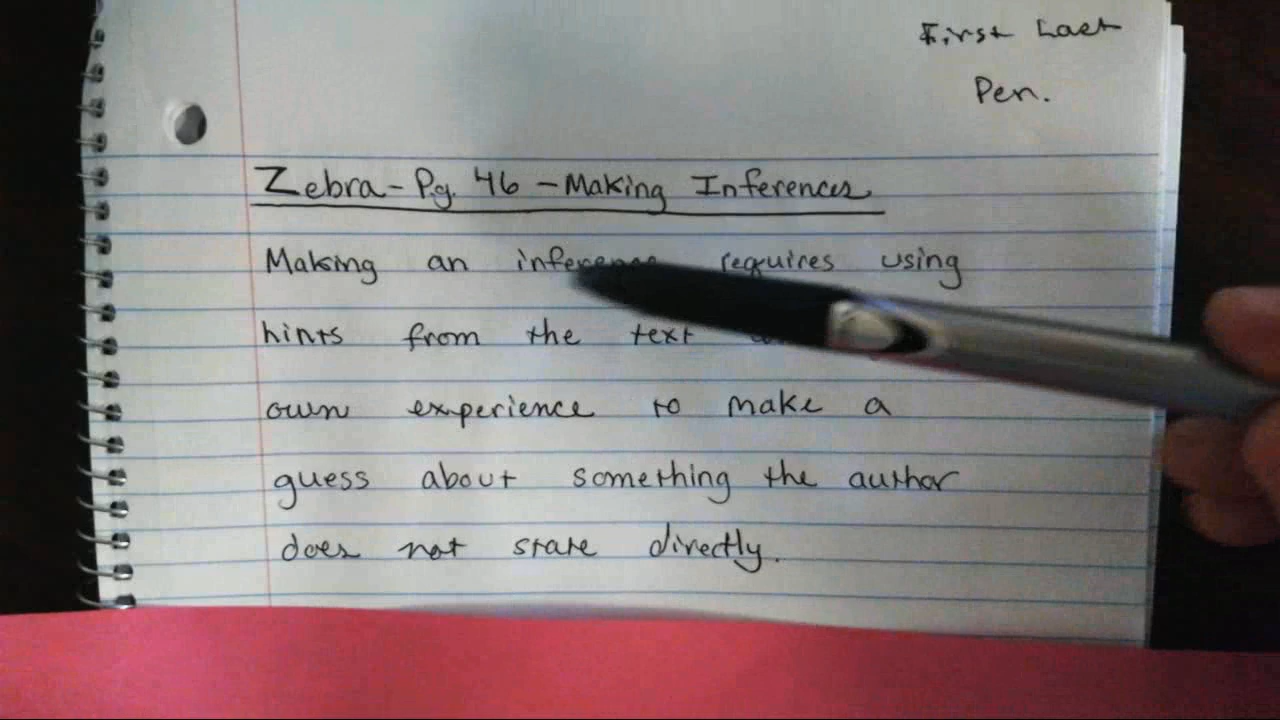 First Last
Pen.
Zebra - Pg. 46 - Making Inferences
Making an inference requires using
hints from the text
own experience to make a
guess about something the author
does not state directly.